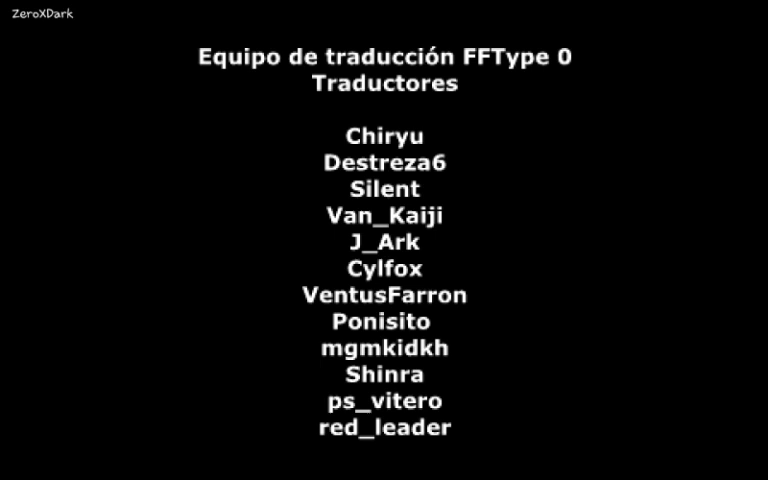 ZeroXDark
Equipo de traducción FFType 0
Traductores
Chiryu
Destreza6
Silent
Van_Kaiji
J_Ark
Cylfox
VentusFarron
Ponisito
mgmkidkh
Shinra
ps_vitero
red_leader